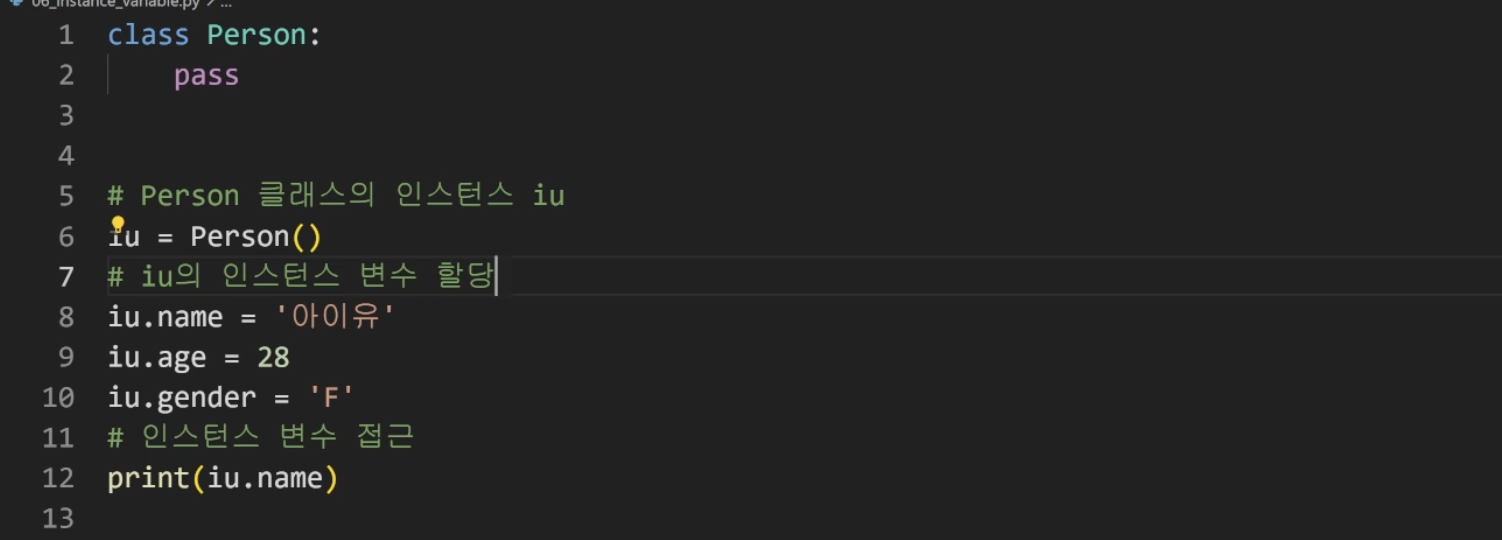 06_instance_variable.py > ...
1 class Person:
2     pass
3
4
5 # Person 클래스의 인스턴스 iu
6 iu = Person()
7 # iu의 인스턴스 변수 할당
8 iu.name = '아이유'
9 iu.age = 28
10 iu.gender = 'F'
11 # 인스턴스 변수 접근
12 print(iu.name)
13